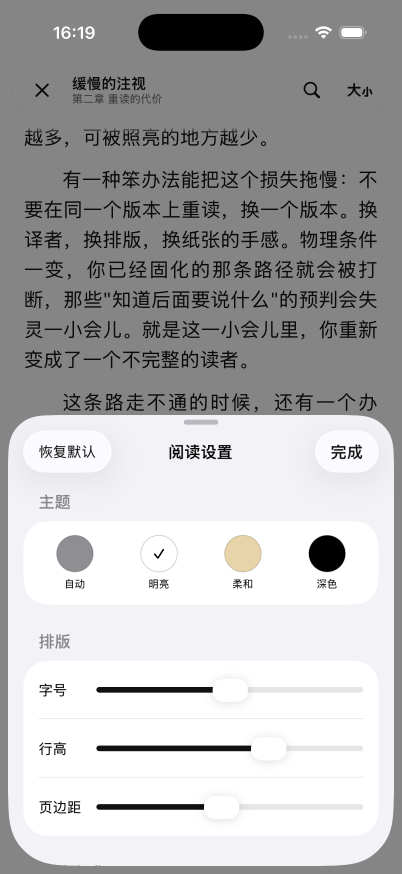 16:19
缓慢的注视
第二章 重读的代价
大小
越多，可被照亮的地方越少。
有一种笨办法能把这个损失拖慢：不
要在同一个版本上重读，换一个版本。换
译者，换排版，换纸张的手感。物理条件
一变，你已经固化的那条路径就会被打
断，那些"知道后面要说什么"的预判会失
灵一小会儿。就是这一小会儿里，你重新
变成了一个不完整的读者。
这条路走不通的时候，还有一个办
恢复默认
阅读设置
完成
主题
自动
明亮
柔和
深色
排版
字号
行高
页边距